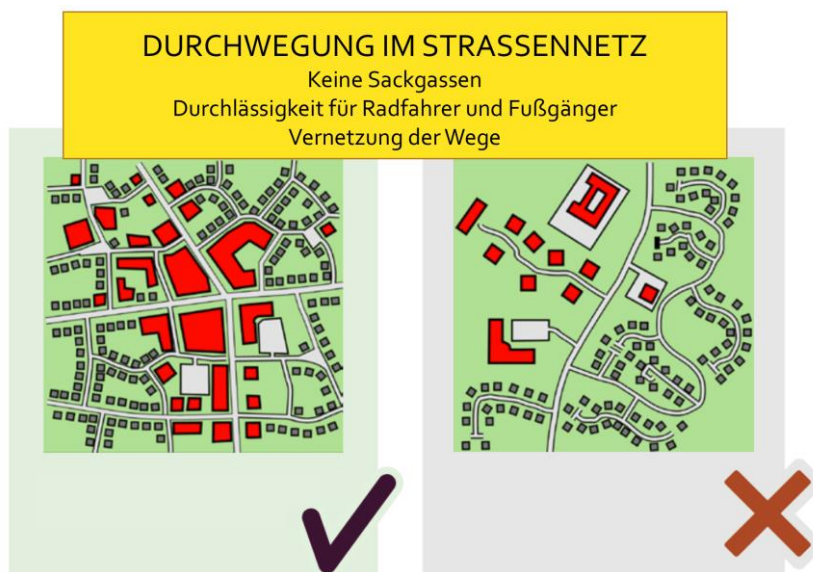 DURCHWEGUNG IM STRASSENNETZ
Keine Sackgassen
Durchlässigkeit für Radfahrer und Fußgänger
Vernetzung der Wege